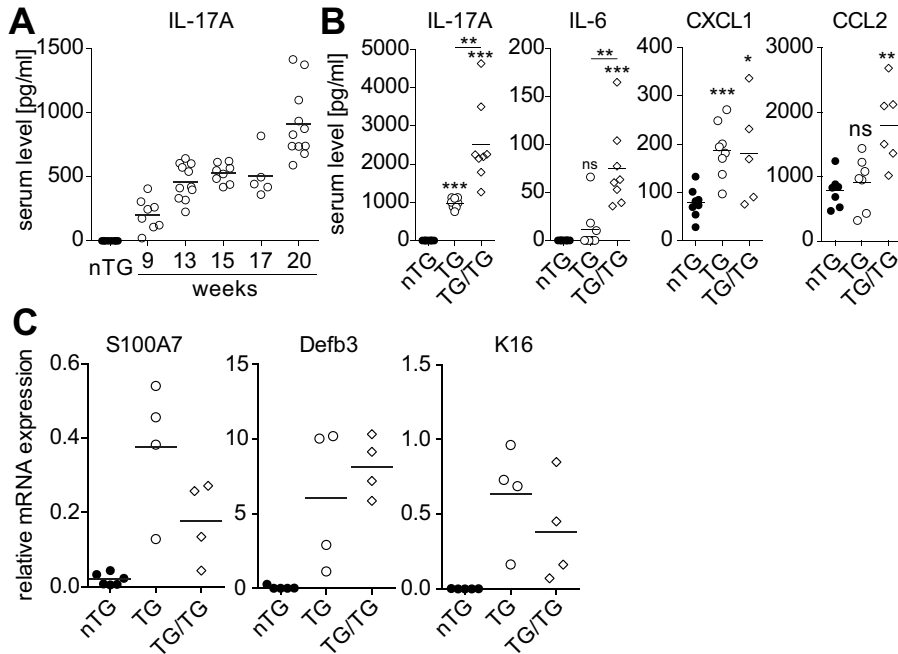 A
IL-17A
serum level [pg/ml]
1500
1000
500
0
nTG
9 13 15 17 20
weeks
B
IL-17A
serum level [pg/ml]
5000
4000
3000
2000
1000
0
**
***
***
nTG
TG
TG/TG
IL-6
200
150
100
50
0
**
***
ns
nTG
TG
TG/TG
CXCL1
400
300
200
100
0
***
*
nTG
TG
TG/TG
CCL2
3000
2000
1000
0
ns
**
nTG
TG
TG/TG
C
S100A7
relative mRNA expression
0.6
0.4
0.2
0.0
nTG
TG
TG/TG
Defb3
15
10
5
0
nTG
TG
TG/TG
K16
1.5
1.0
0.5
0.0
nTG
TG
TG/TG